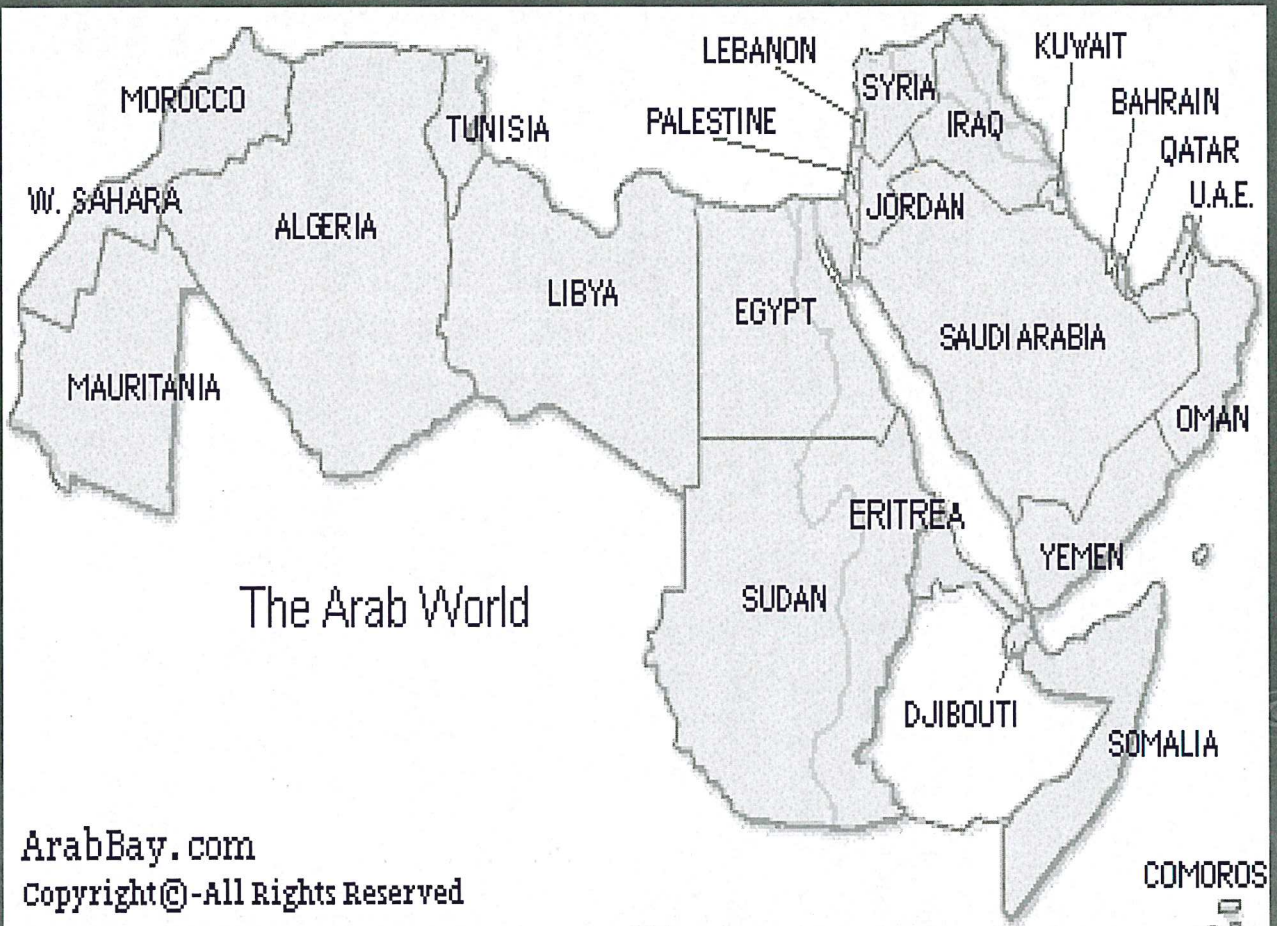 LEBANON
KUWAIT
SYRIA
MOROCCO
BAHRAIN
PALESTINE
TUNISIA
IRAQ
QATAR
W. SAHARA
U.A.E.
JORDAN
ALGERIA
LIBYA
EGYPT
SAUDI ARABIA
MAURITANIA
OMAN
ERITREA
YEMEN
The Arab World
SUDAN
DJIBOUTI
SOMALIA
ArabBay.com
Copyright©-All Rights Reserved
COMOROS